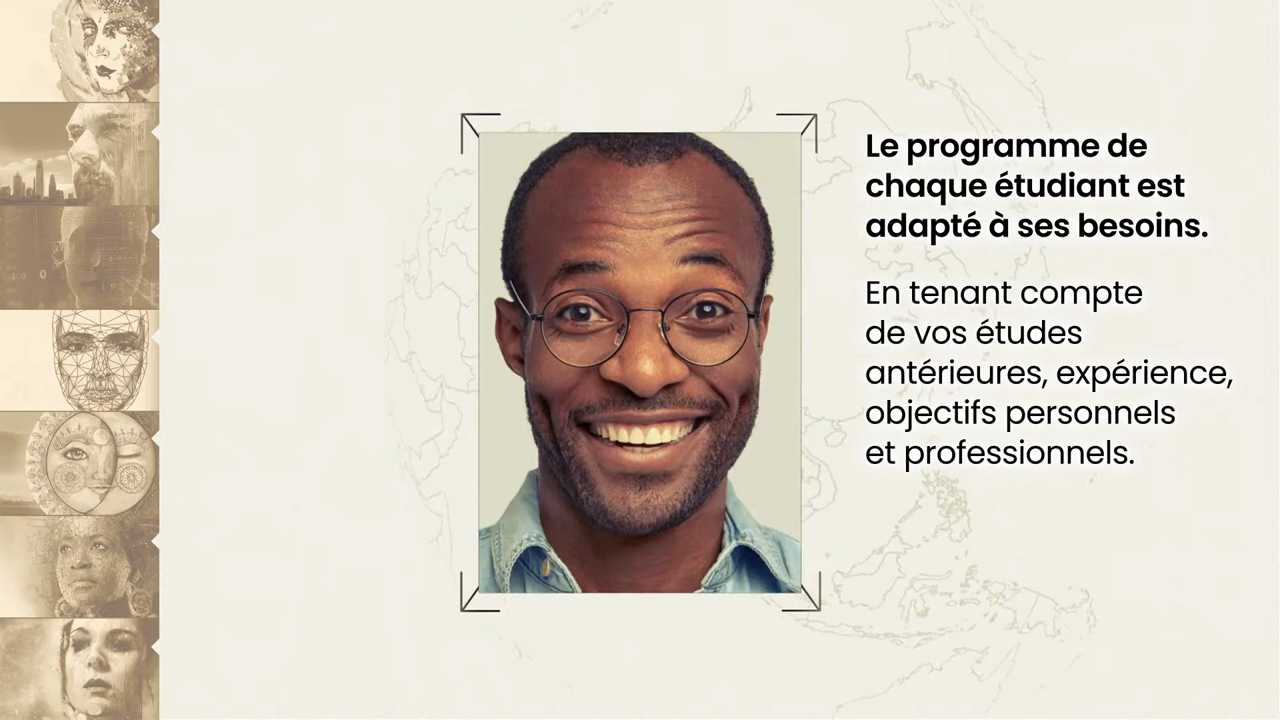 Le programme de
chaque étudiant est
adapté à ses besoins.
En tenant compte
de vos études
antérieures, expérience,
objectifs personnels
et professionnels.